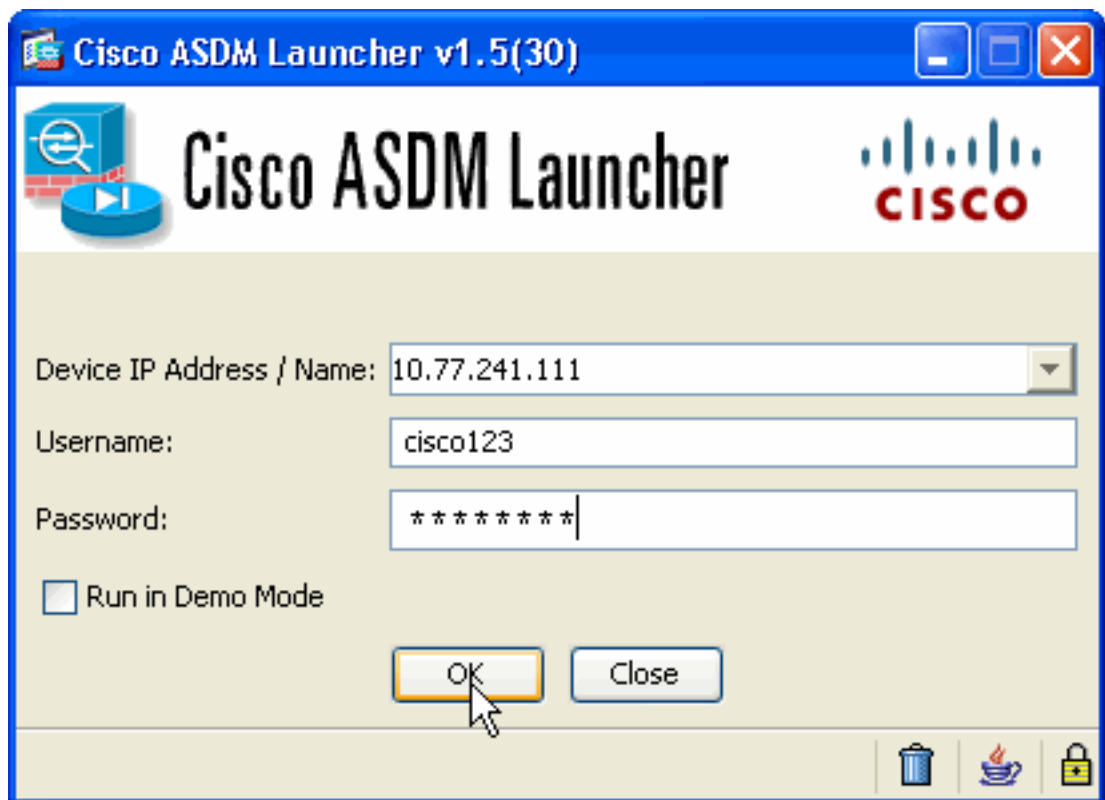 Cisco ASDM Launcher v1.5(30)
Cisco ASDM Launcher
CISCO
Device IP Address / Name: 10.77.241.111
Username: cisco123
Password: ********
Run in Demo Mode
OK Close